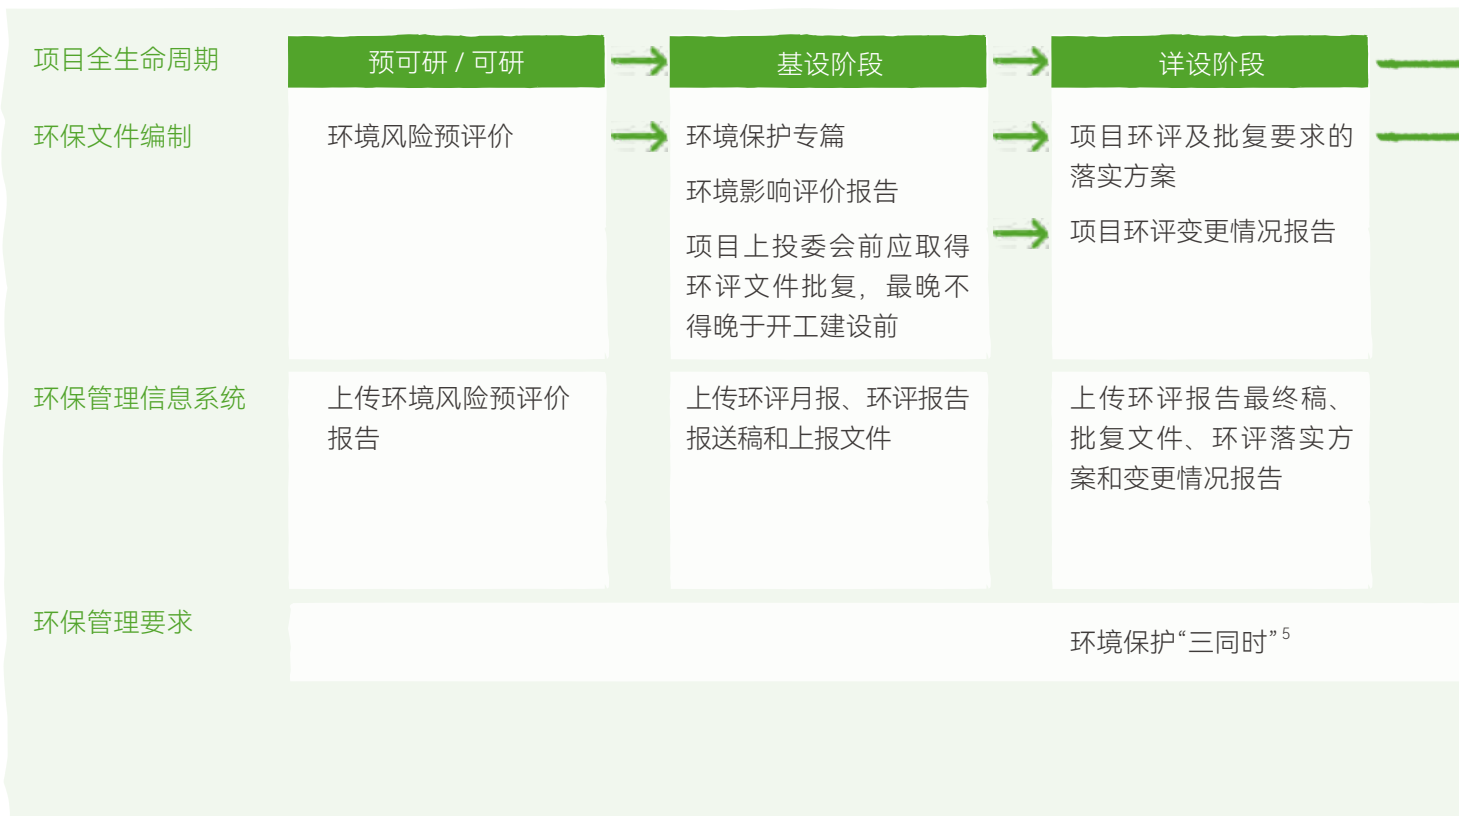 项目全生命周期
预可研 / 可研
基设阶段
详设阶段
环保文件编制
环境风险预评价
环境保护专篇
环境影响评价报告
项目上投委会前应取得
环评文件批复，最晚不
得晚于开工建设前
项目环评及批复要求的
落实方案
项目环评变更情况报告
环保管理信息系统
上传环境风险预评价
报告
上传环评月报、环评报告
报送稿和上报文件
上传环评报告最终稿、
批复文件、环评落实方
案和变更情况报告
环保管理要求
环境保护“三同时” 5